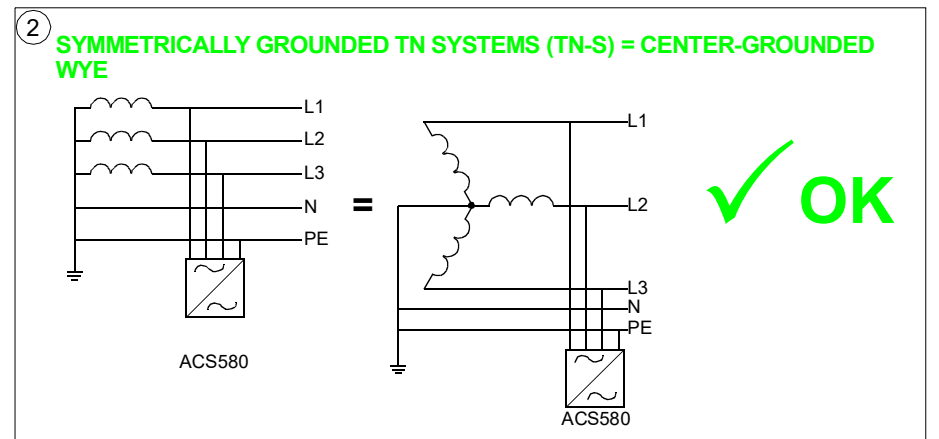 2
SYMMETRICALLY GROUNDED TN SYSTEMS (TN-S) = CENTER-GROUNDED
WYE
L1
L2
L3
N
PE
ACS580
=
L1
L2
L3
N
PE
ACS580
✓ OK